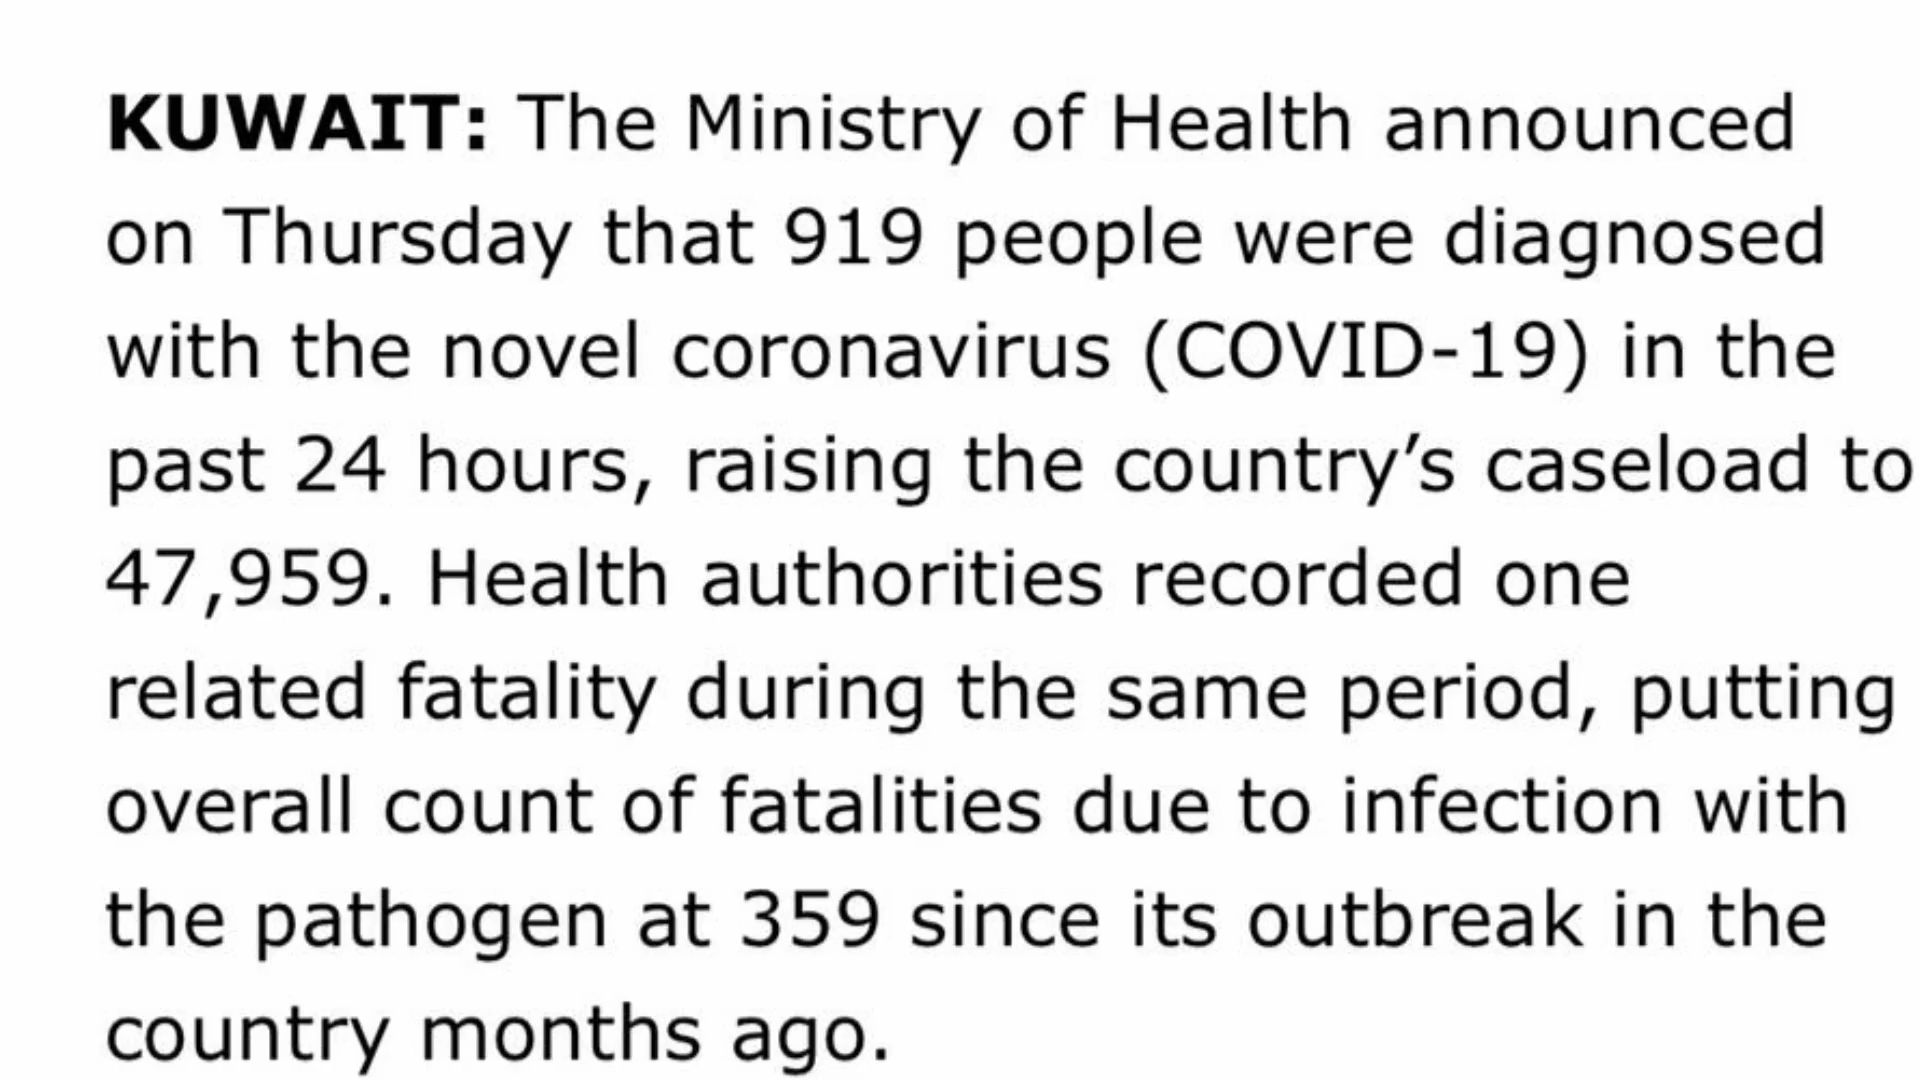 KUWAIT: The Ministry of Health announced
on Thursday that 919 people were diagnosed
with the novel coronavirus (COVID-19) in the
past 24 hours, raising the country’s caseload to
47,959. Health authorities recorded one
related fatality during the same period, putting
overall count of fatalities due to infection with
the pathogen at 359 since its outbreak in the
country months ago.